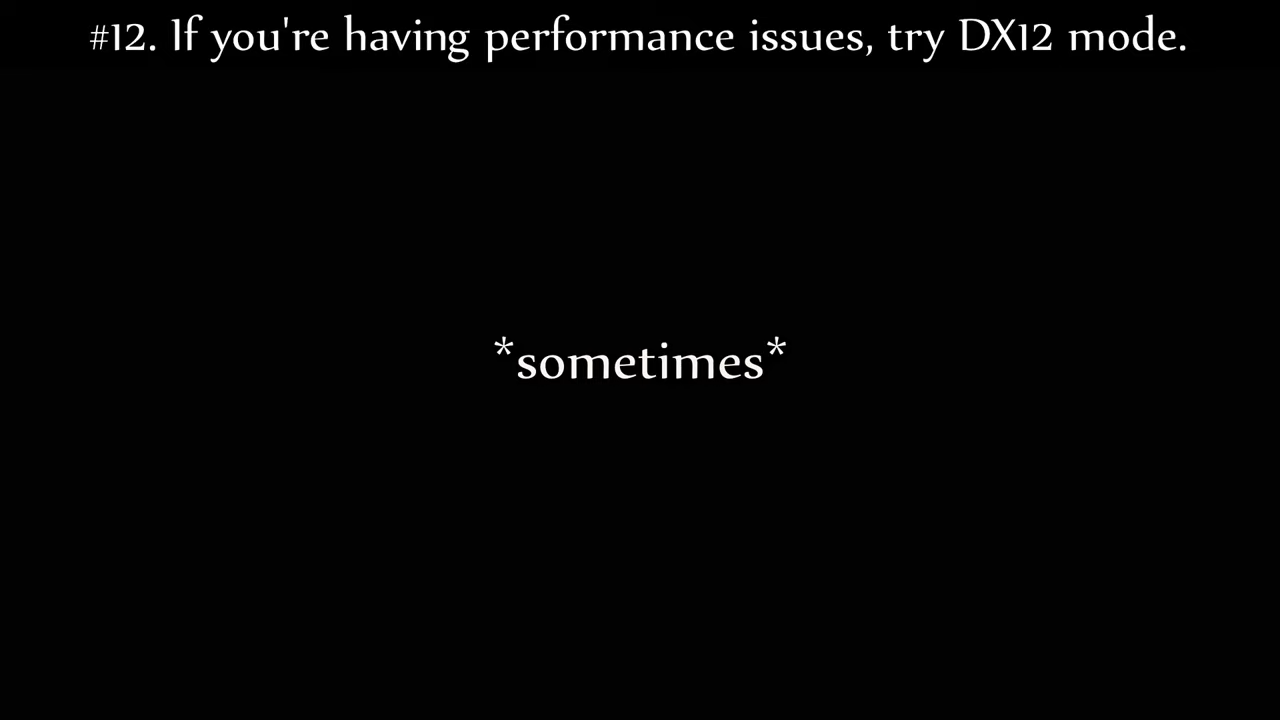 #12. If you're having performance issues, try DX12 mode.
*sometimes*